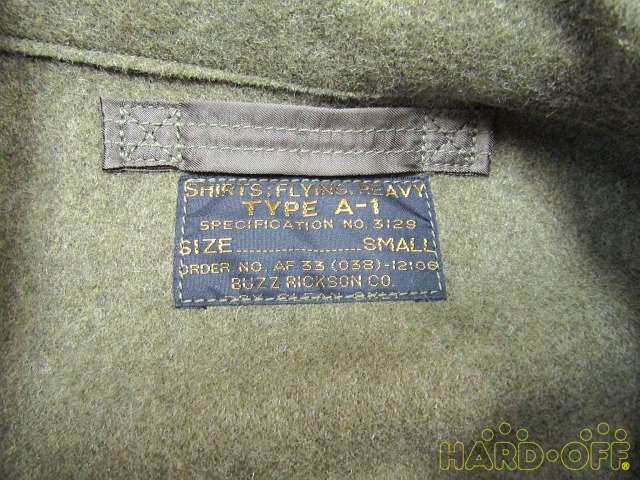 SHIRTS; FLYING, HEAVY
TYPE A-1
SPECIFICATION NO. 3129
SIZE SMALL
ORDER NO. AF 33 (038)-12106
BUZZ RICKSON CO.
HARD·OFF®